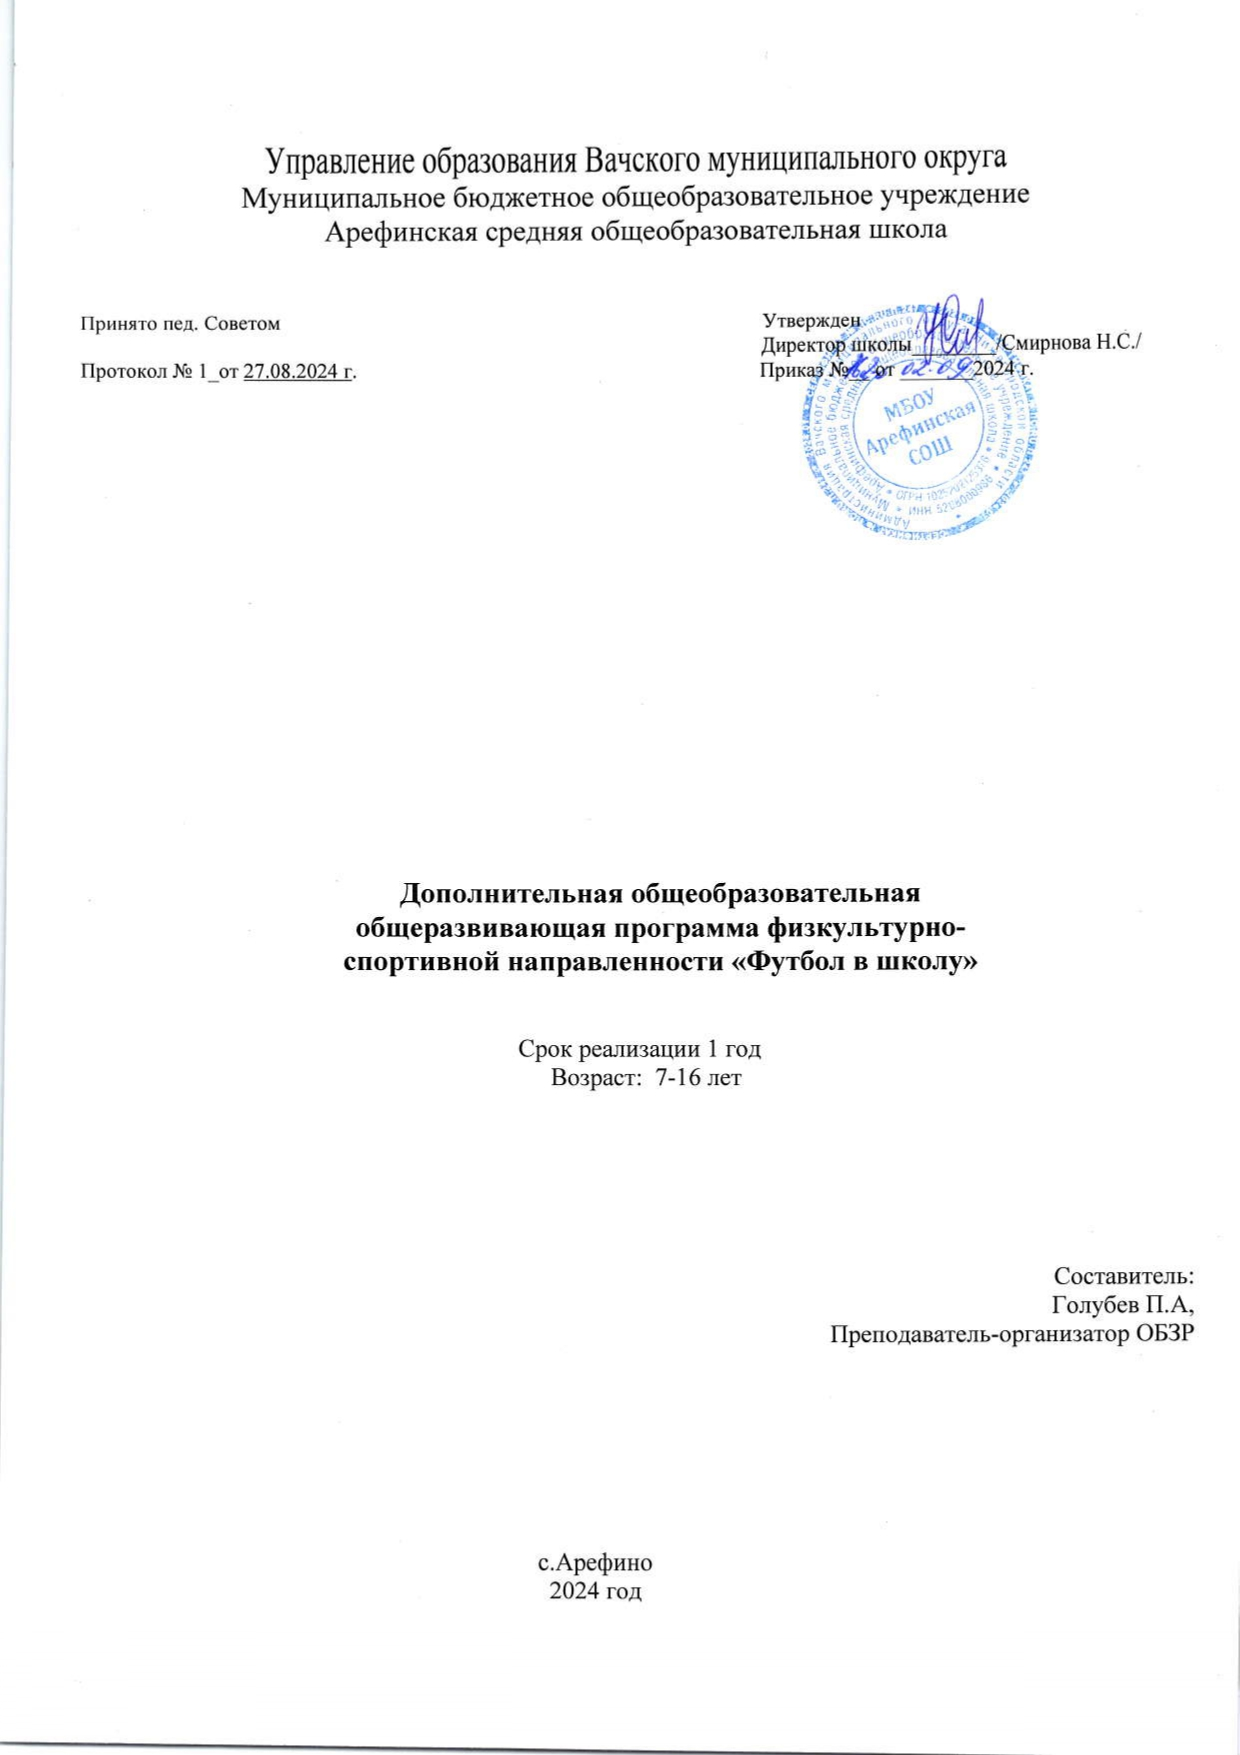 Управление образования Вачского муниципального округа
Муниципальное бюджетное общеобразовательное учреждение
Арефинская средняя общеобразовательная школа
Принято пед. Советом
Протокол № 1_от 27.08.2024 г.
Утвержден
Директор школы________/Смирнова Н.С./
Приказ № от 02.09 2024 г.
МБОУ
Арефинская
СОШ
Дополнительная общеобразовательная
общеразвивающая программа физкультурно-
спортивной направленности «Футбол в школу»
Срок реализации 1 год
Возраст: 7-16 лет
Составитель:
Голубев П.А,
Преподаватель-организатор ОБЗР
с.Арефино
2024 год